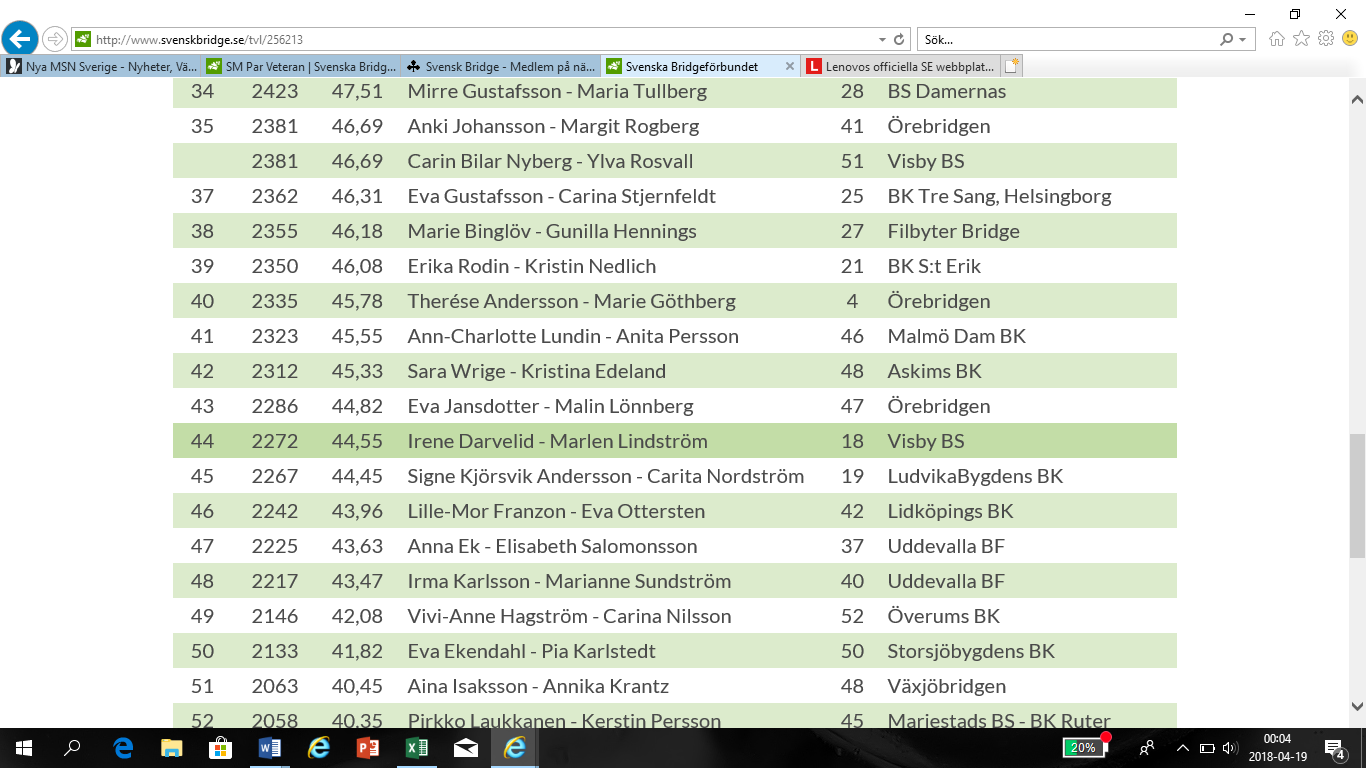 http://www.svenskbridge.se/tvl/256213 Sök...
Nya MSN Sverige - Nyheter, Vä... SM Par Veteran | Svenska Bridg... Svensk Bridge - Medlem på nä... Svenska Bridgeförbundet Lenovos officiella SE webbplat...
34 2423 47,51 Mirre Gustafsson - Maria Tullberg 28 BS Damernas
35 2381 46,69 Anki Johansson - Margit Rogberg 41 Örebridgen
2381 46,69 Carin Bilar Nyberg - Ylva Rosvall 51 Visby BS
37 2362 46,31 Eva Gustafsson - Carina Stjernfeldt 25 BK Tre Sang, Helsingborg
38 2355 46,18 Marie Binglöv - Gunilla Hennings 27 Filbyter Bridge
39 2350 46,08 Erika Rodin - Kristin Nedlich 21 BK S:t Erik
40 2335 45,78 Therése Andersson - Marie Göthberg 4 Örebridgen
41 2323 45,55 Ann-Charlotte Lundin - Anita Persson 46 Malmö Dam BK
42 2312 45,33 Sara Wrige - Kristina Edeland 48 Askims BK
43 2286 44,82 Eva Jansdotter - Malin Lönnberg 47 Örebridgen
44 2272 44,55 Irene Darvelid - Marlen Lindström 18 Visby BS
45 2267 44,45 Signe Kjörsvik Andersson - Carita Nordström 19 LudvikaBygdens BK
46 2242 43,96 Lille-Mor Franzon - Eva Ottersten 42 Lidköpings BK
47 2225 43,63 Anna Ek - Elisabeth Salomonsson 37 Uddevalla BF
48 2217 43,47 Irma Karlsson - Marianne Sundström 40 Uddevalla BF
49 2146 42,08 Vivi-Anne Hagström - Carina Nilsson 52 Överums BK
50 2133 41,82 Eva Ekendahl - Pia Karlstedt 50 Storsjöbygdens BK
51 2063 40,45 Aina Isaksson - Annika Krantz 48 Växjöbridgen
52 2058 40,35 Pirkko Laukkanen - Kerstin Persson 45 Mariestads BS - BK Ruter
20% 00:04
2018-04-19 4